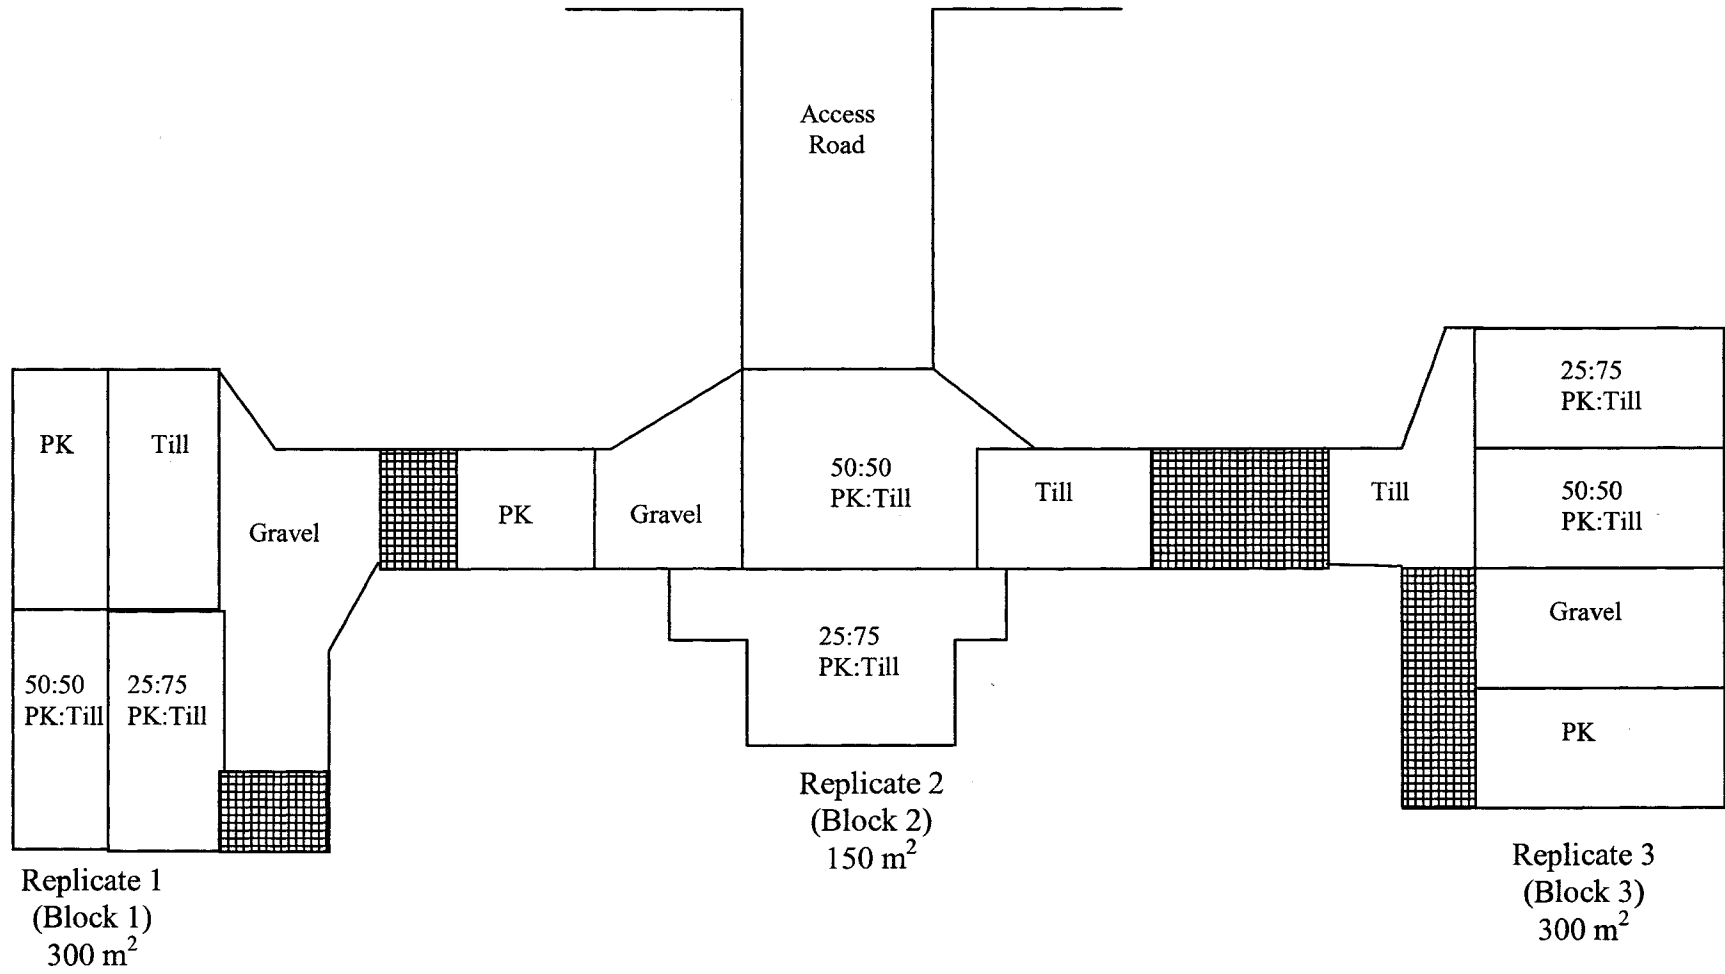 Access
Road
PK
Till
Gravel
50:50
PK:Till
25:75
PK:Till
PK
Gravel
50:50
PK:Till
Till
25:75
PK:Till
Till
25:75
PK:Till
50:50
PK:Till
Gravel
PK
Replicate 1
(Block 1)
300 m²
Replicate 2
(Block 2)
150 m²
Replicate 3
(Block 3)
300 m²